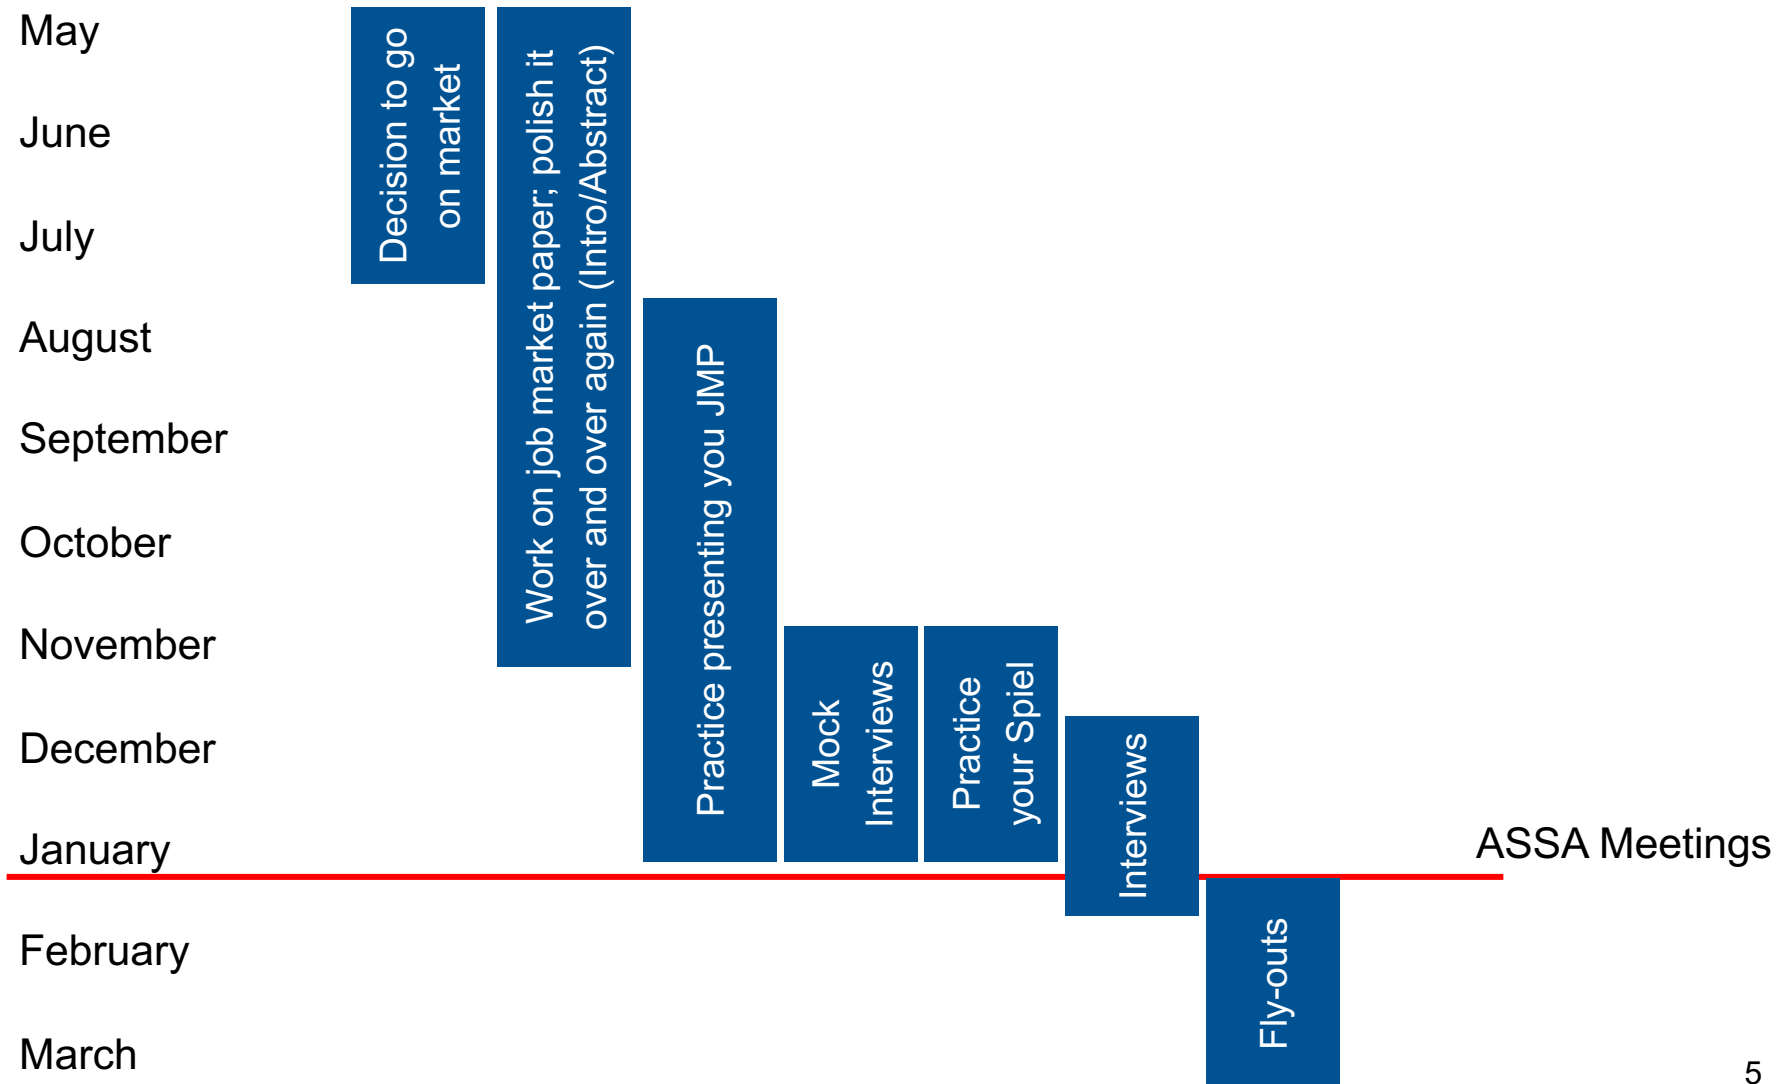 May
June
July
August
September
October
November
December
January
February
March
Decision to go
on market
Work on job market paper; polish it
over and over again (Intro/Abstract)
Practice presenting you JMP
Mock
Interviews
Practice
your Spiel
Interviews
Fly-outs
ASSA Meetings
5